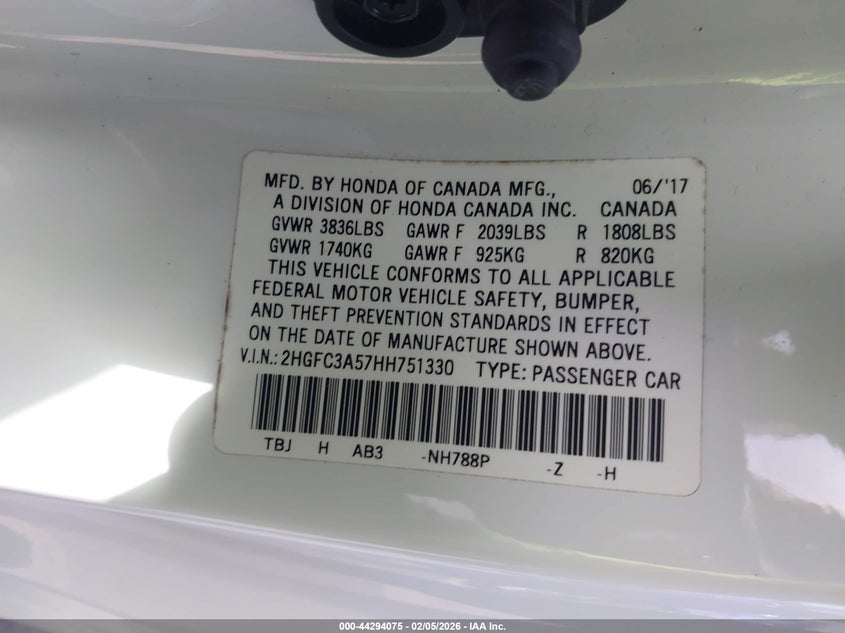 MFD. BY HONDA OF CANADA MFG., 06/'17
A DIVISION OF HONDA CANADA INC. CANADA
GVWR 3836LBS GAWR F 2039LBS R 1808LBS
GVWR 1740KG GAWR F 925KG R 820KG
THIS VEHICLE CONFORMS TO ALL APPLICABLE
FEDERAL MOTOR VEHICLE SAFETY, BUMPER,
AND THEFT PREVENTION STANDARDS IN EFFECT
ON THE DATE OF MANUFACTURE SHOWN ABOVE.
V.I.N.: 2HGFC3A57HH751330 TYPE: PASSENGER CAR
TBJ H AB3 -NH788P -Z -H
000-44294075 - 02/05/2026 - IAA Inc.